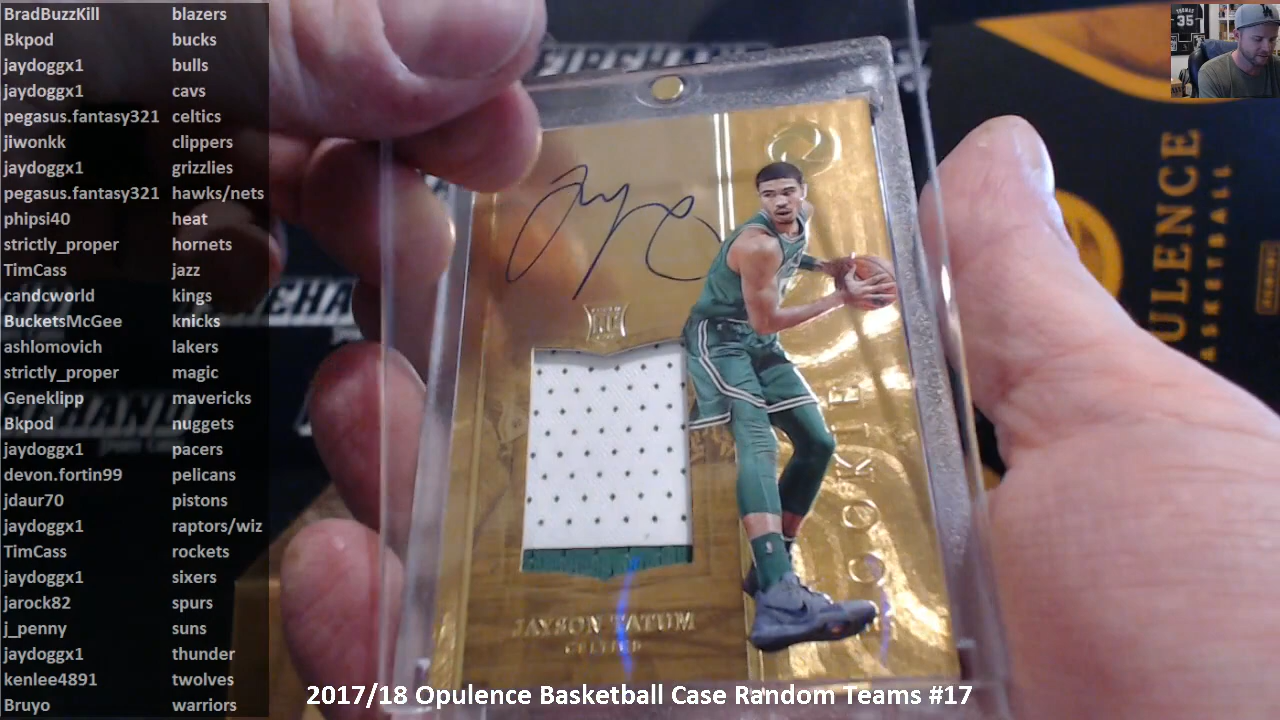 BradBuzzKill blazers
Bkpod bucks
jaydoggx1 bulls
jaydoggx1 cavs
pegasus.fantasy321 celtics
jiwonkk clippers
jaydoggx1 grizzlies
pegasus.fantasy321 hawks/nets
phipsi40 heat
strictly_proper hornets
TimCass jazz
candcworld kings
BucketsMcGee knicks
ashlomovich lakers
strictly_proper magic
Geneklipp mavericks
Bkpod nuggets
jaydoggx1 pacers
devon.fortin99 pelicans
jdaur70 pistons
jaydoggx1 raptors/wiz
TimCass rockets
jaydoggx1 sixers
jarock82 spurs
j_penny suns
jaydoggx1 thunder
kenlee4891 twolves
Bruyo warriors
JAYSON TATUM
CELTICS
ROOKIE
ULENCE
BASKETBALL
35
2017/18 Opulence Basketball Case Random Teams #17